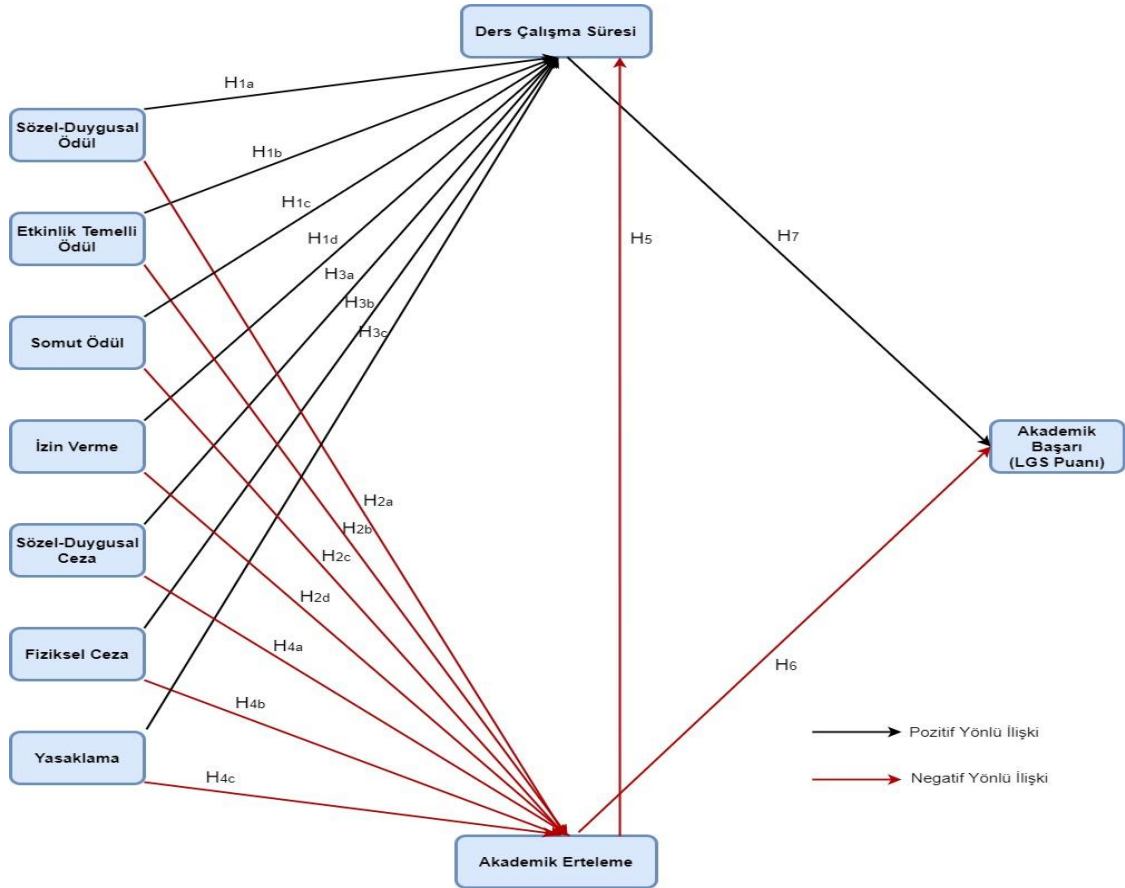 Ders Çalışma Süresi
H1a
Sözel-Duygusal
Ödül
H1b
Etkinlik Temelli
Ödül
H1c
H1d
H5
H7
H3a
H3b
H3c
Somut Ödül
İzin Verme
Akademik
Başarı
(LGS Puanı)
H2a
H2b
H2c
Sözel-Duygusal
Ceza
H2d
H4a
Fiziksel Ceza
H6
H4b
Yasaklama
H4c
Pozitif Yönlü İlişki
Negatif Yönlü İlişki
Akademik Erteleme